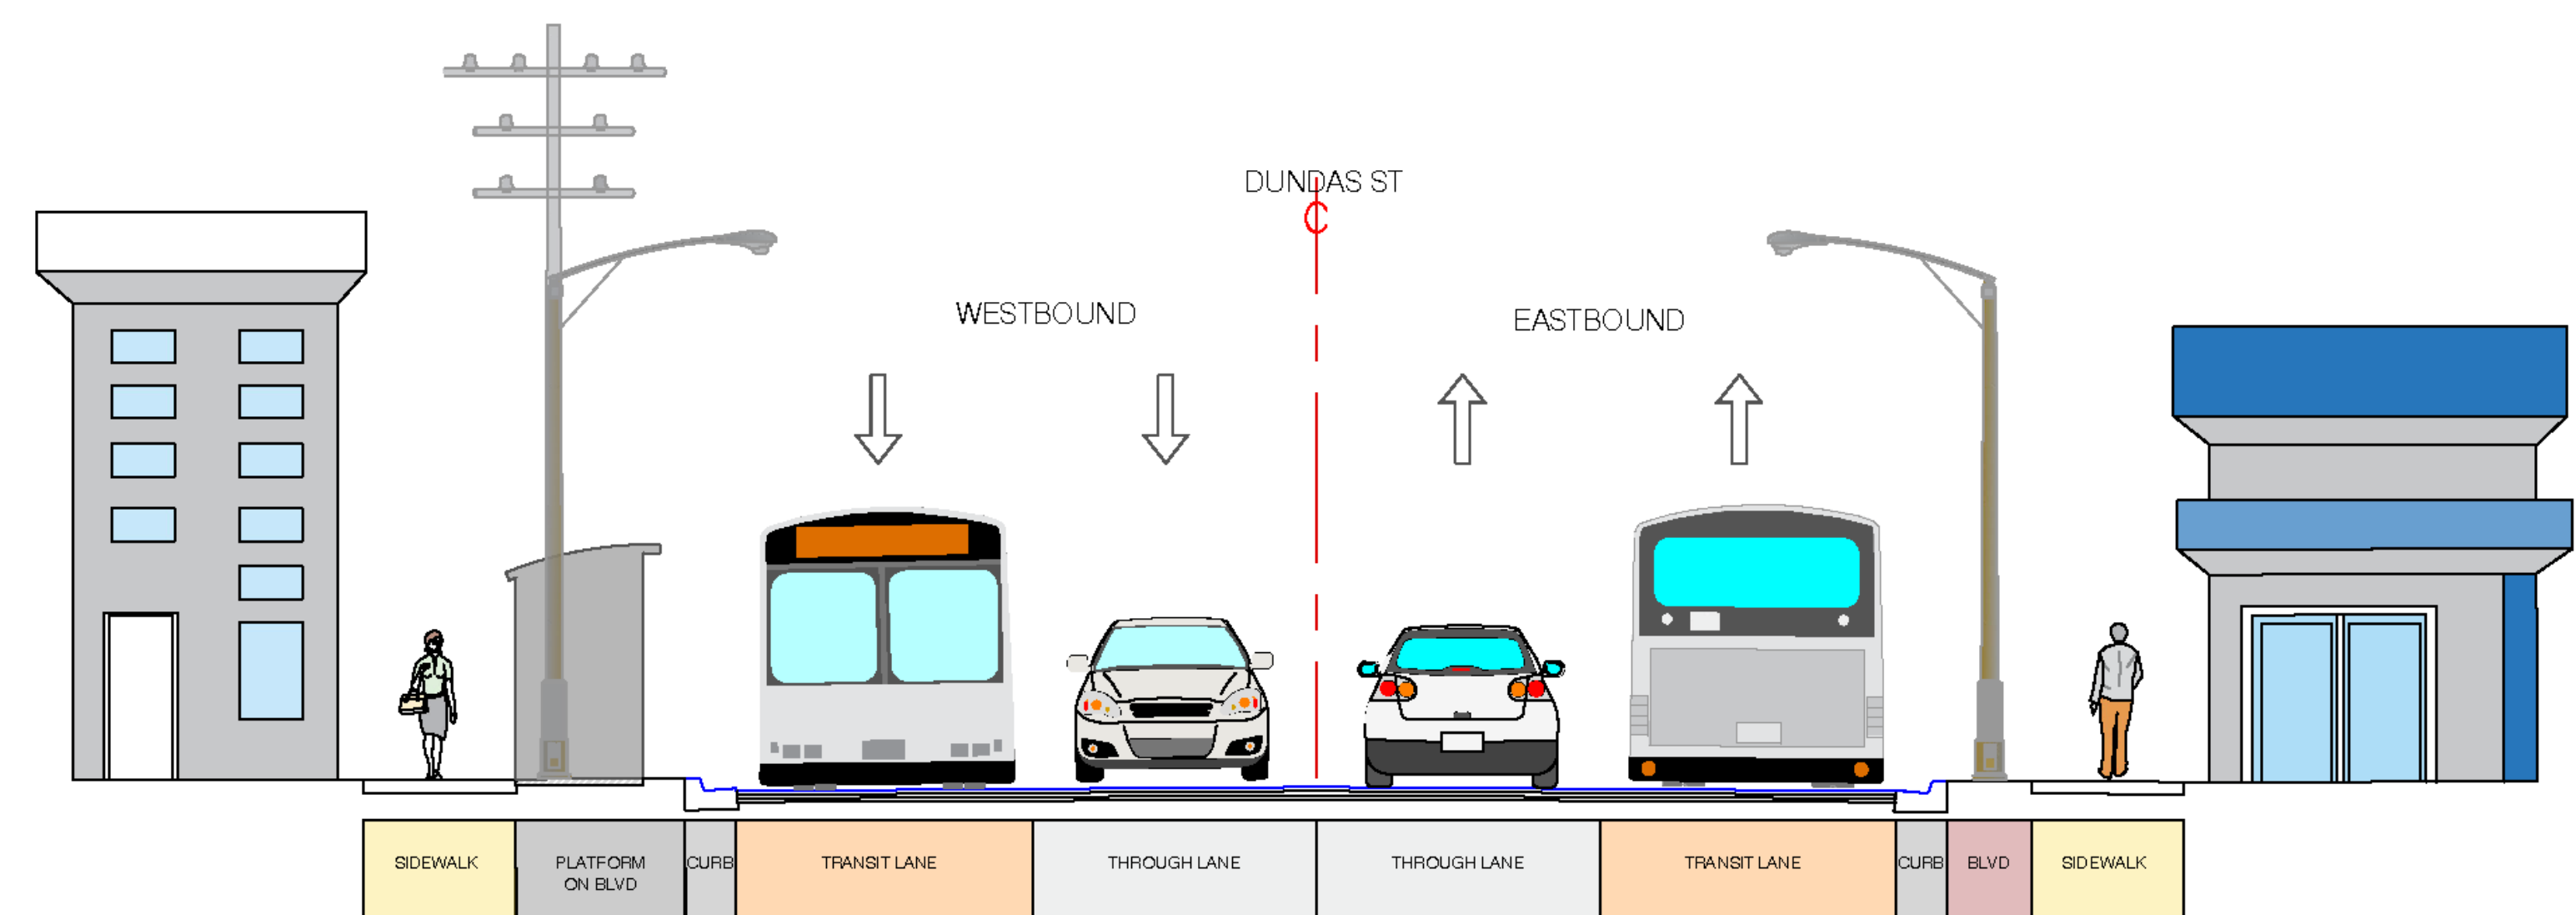 DUNDAS ST
WESTBOUND
EASTBOUND
SIDEWALK
PLATFORM
ON BLVD
CURB
TRANSIT LANE
THROUGH LANE
THROUGH LANE
TRANSIT LANE
CURB
BLVD
SIDEWALK